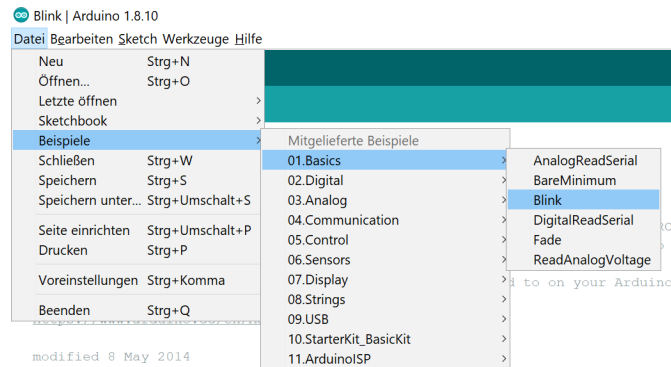 Blink | Arduino 1.8.10
Datei Bearbeiten Sketch Werkzeuge Hilfe
Neu Strg+N
Öffnen... Strg+O
Letzte öffnen
Sketchbook
Beispiele
Schließen Strg+W
Speichern Strg+S
Speichern unter... Strg+Umschalt+S
Seite einrichten Strg+Umschalt+P
Drucken Strg+P
Voreinstellungen Strg+Komma
Beenden Strg+Q
Mitgelieferte Beispiele
01.Basics
02.Digital
03.Analog
04.Communication
05.Control
06.Sensors
07.Display
08.Strings
09.USB
10.StarterKit_BasicKit
11.ArduinoISP
AnalogReadSerial
BareMinimum
Blink
DigitalReadSerial
Fade
ReadAnalogVoltage
to on your Arduino
modified 8 May 2014